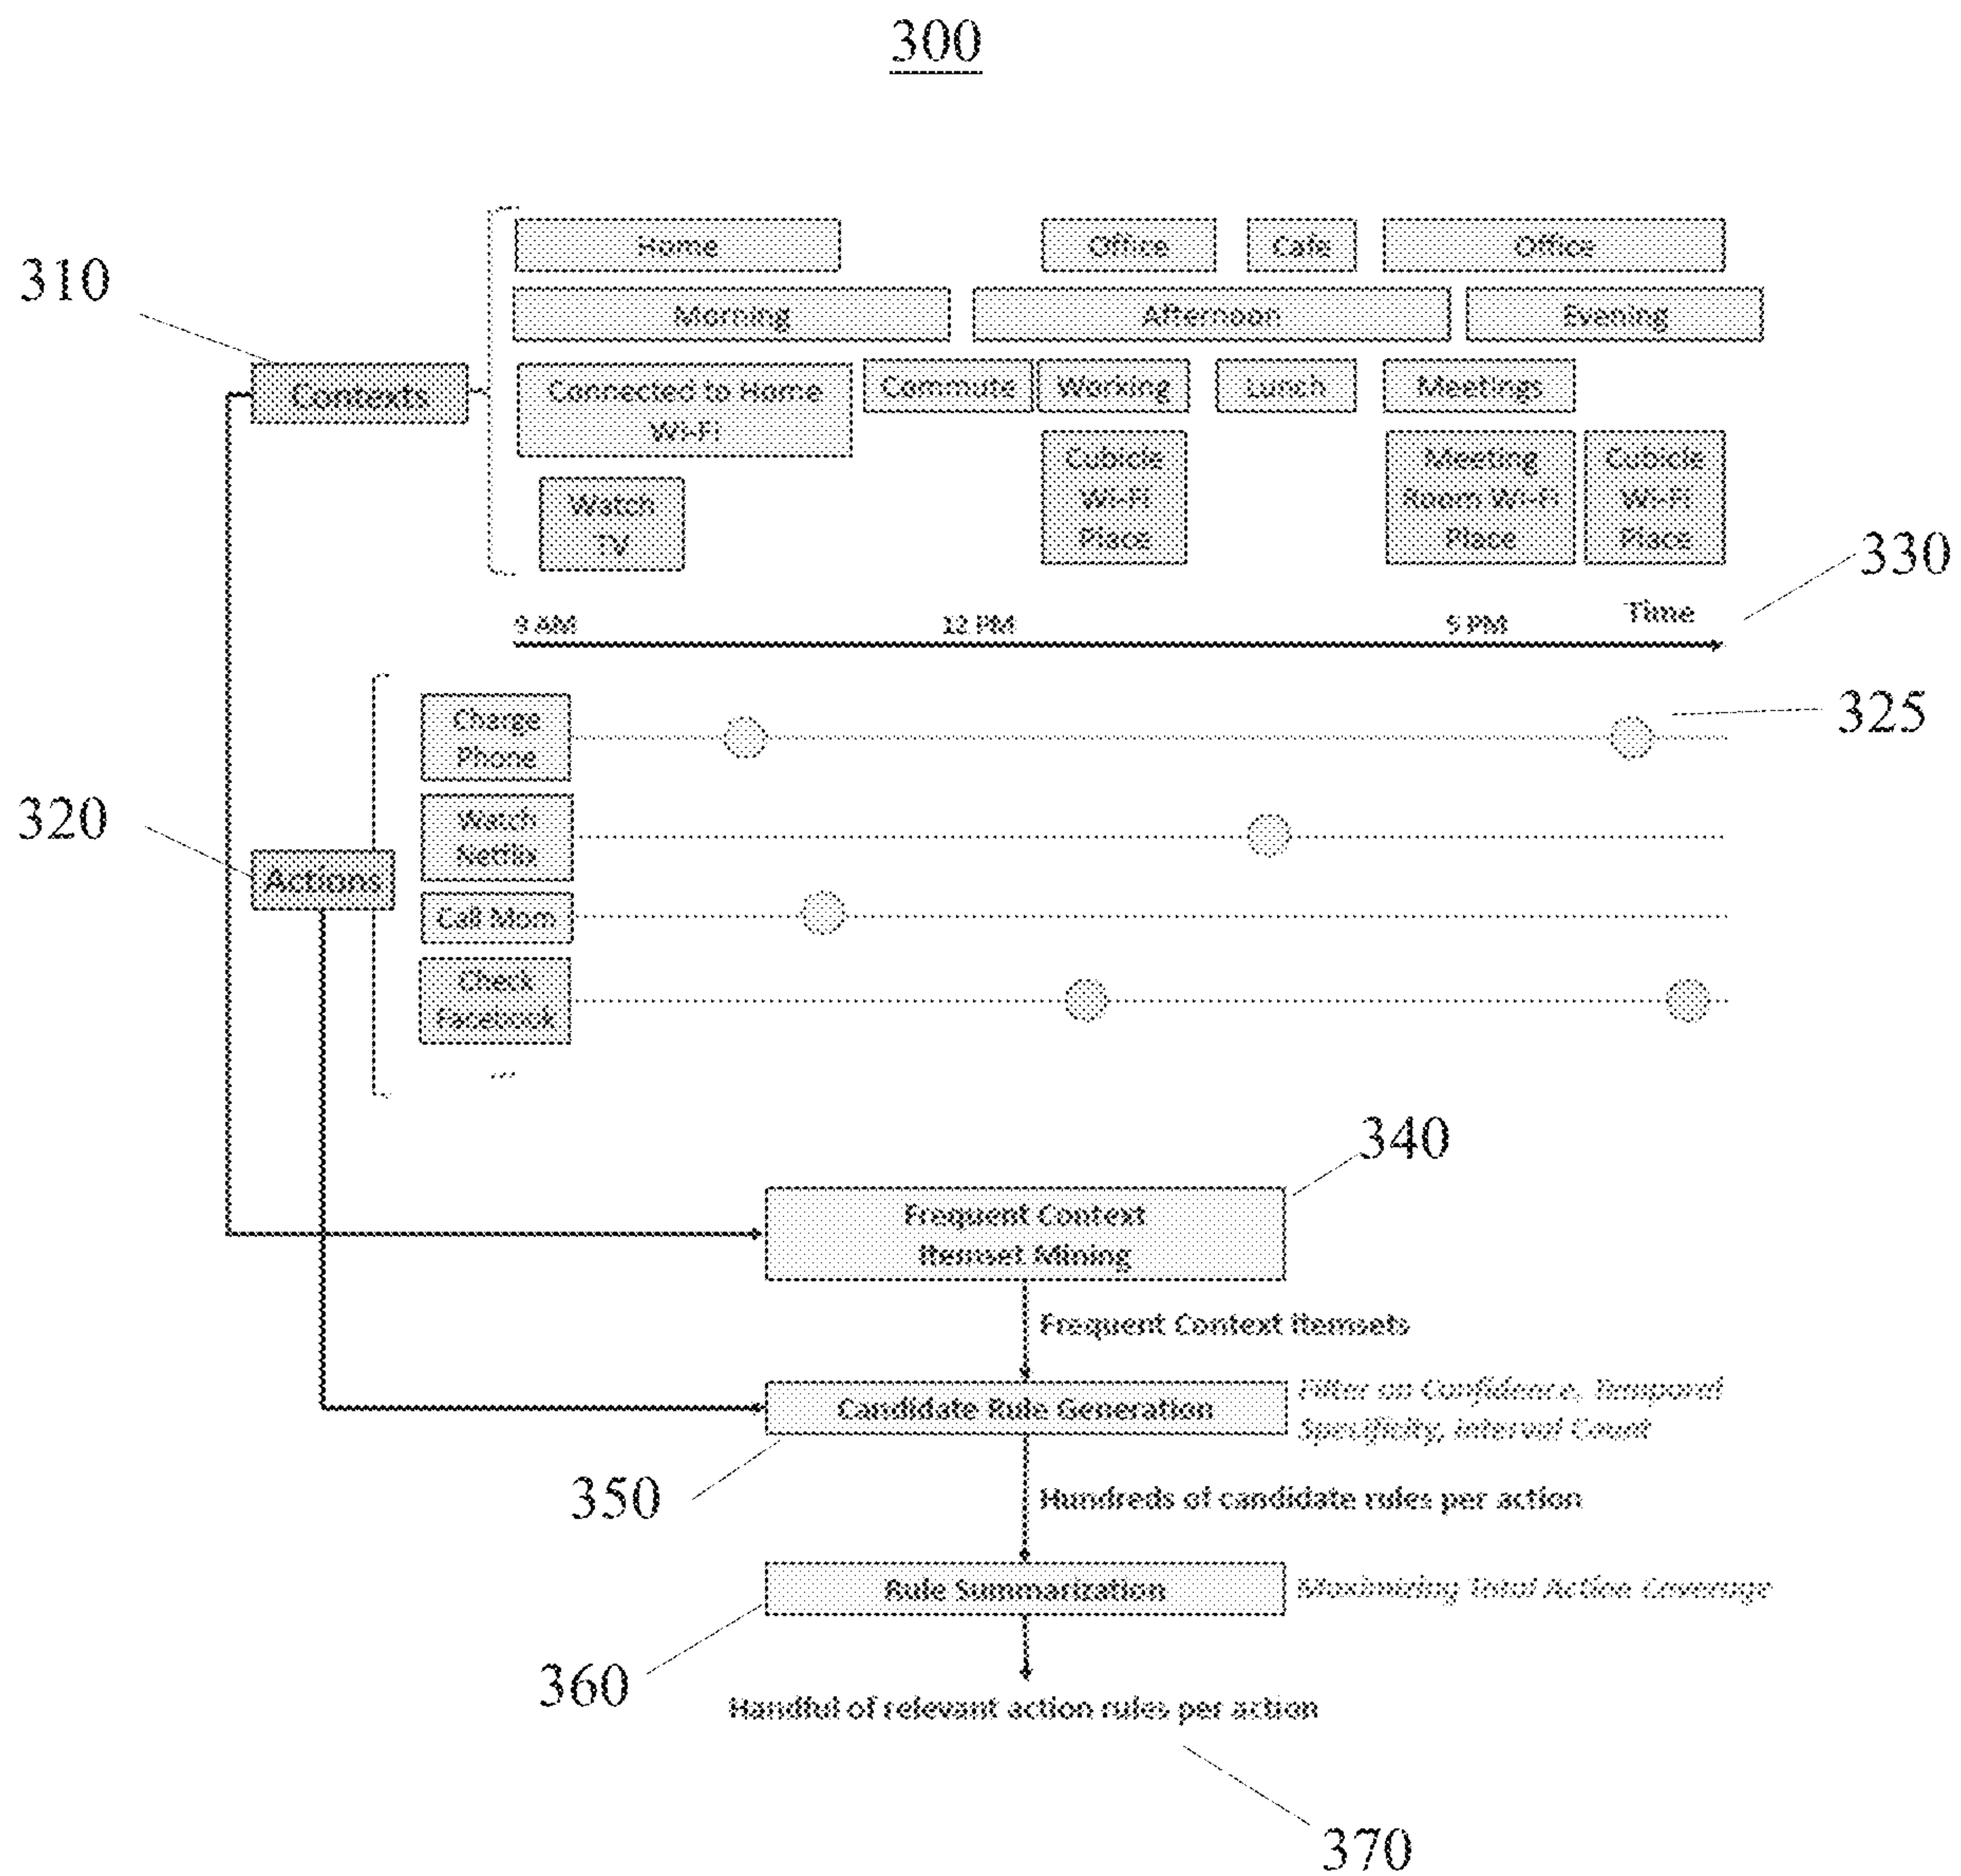 300
Home
Office
Cafe
Office
310
Morning
Afternoon
Evening
Contexts
Connected to Home
Wi-Fi
Commute
Working
Lunch
Meetings
Cubicle
Wi-Fi
Place
Meeting
Room Wi-Fi
Place
Cubicle
Wi-Fi
Place
Watch
TV
330
9 AM
12 PM
5 PM
Time
325
Charge
Phone
320
Watch
Netflix
Actions
Call Mom
Check
Facebook
...
340
Frequent Context
Itemset Mining
Frequent Context Itemsets
Candidate Rule Generation
Filter on Confidence, Temporal
Specificity, Interval Count
350
Hundreds of candidate rules per action
Rule Summarization
Maximizing Total Action Coverage
360
Handful of relevant action rules per action
370